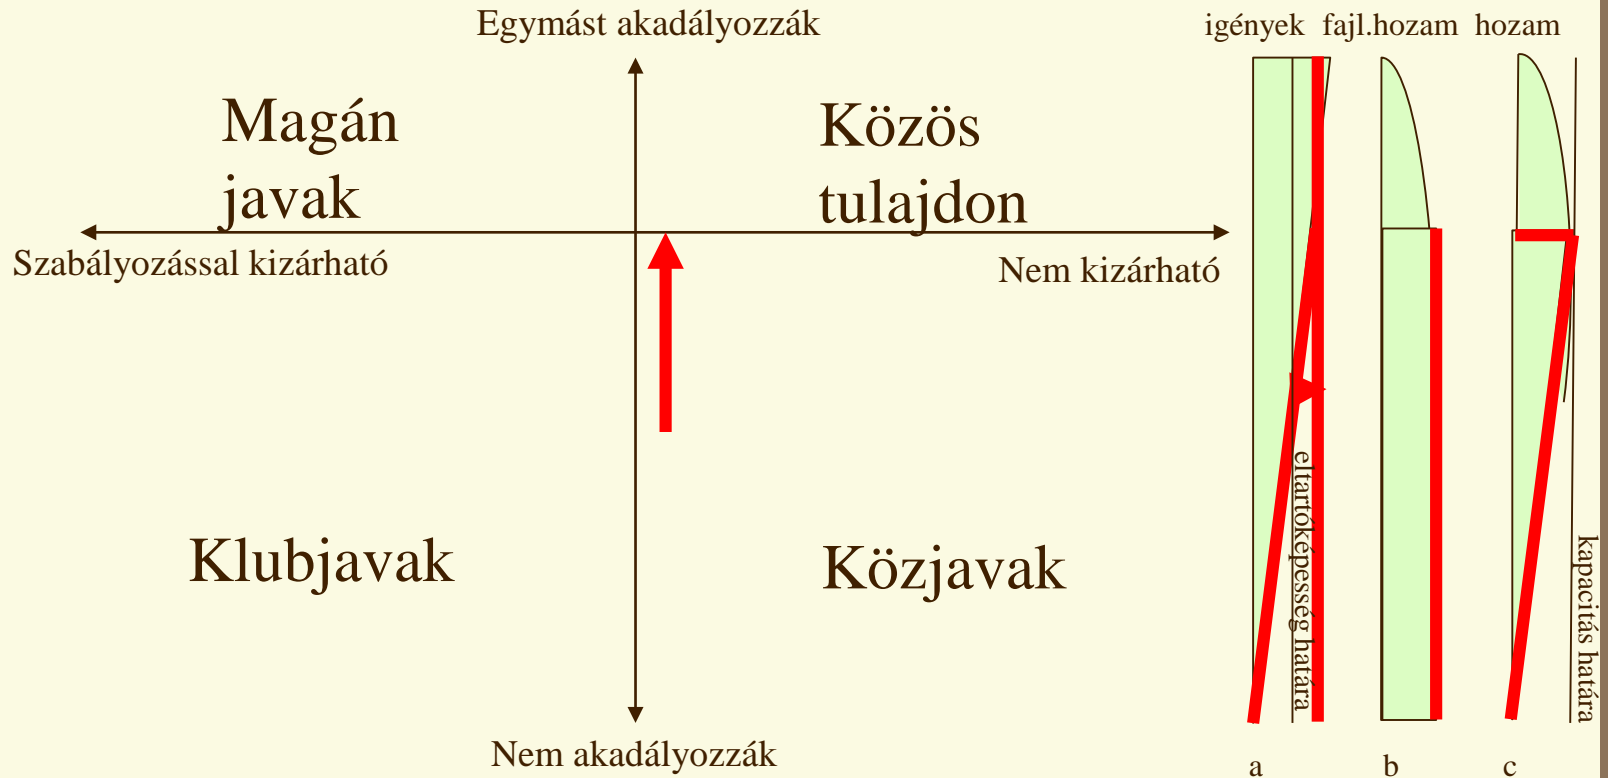 Egymást akadályozzák
igények fajl.hozam hozam
Magán
javak
Közös
tulajdon
Szabályozással kizárható
Nem kizárható
eltartóképesség határa
kapacitás határa
Klubjavak
Közjavak
Nem akadályozzák
a b c